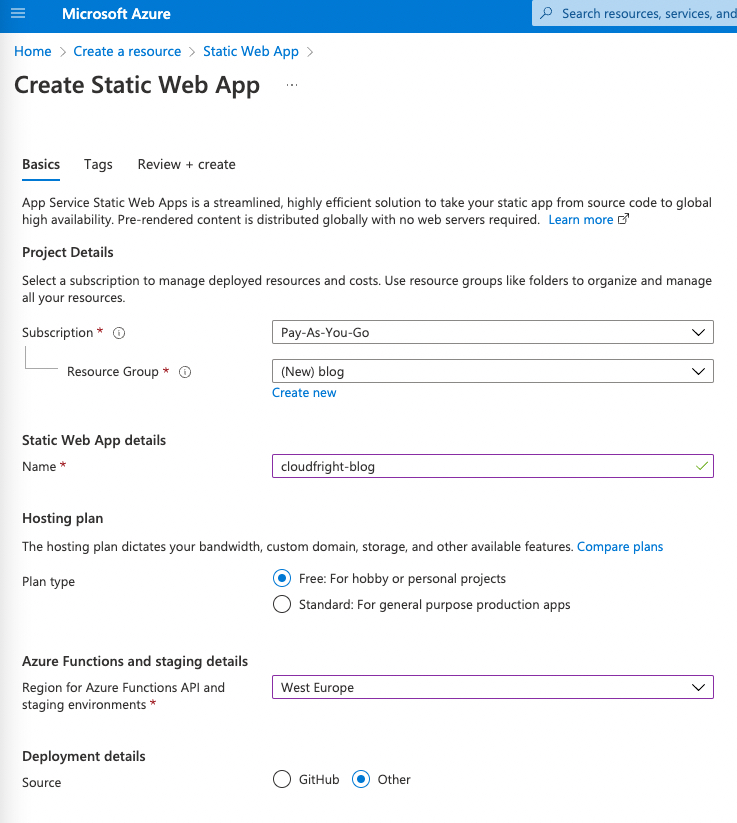 Microsoft Azure
Search resources, services, and
Home > Create a resource > Static Web App >
Create Static Web App ...
Basics Tags Review + create
App Service Static Web Apps is a streamlined, highly efficient solution to take your static app from source code to global
high availability. Pre-rendered content is distributed globally with no web servers required. Learn more
Project Details
Select a subscription to manage deployed resources and costs. Use resource groups like folders to organize and manage
all your resources.
Subscription *
Pay-As-You-Go
Resource Group *
(New) blog
Create new
Static Web App details
Name *
cloudfright-blog
Hosting plan
The hosting plan dictates your bandwidth, custom domain, storage, and other available features. Compare plans
Plan type
Free: For hobby or personal projects
Standard: For general purpose production apps
Azure Functions and staging details
Region for Azure Functions API and
staging environments *
West Europe
Deployment details
Source
GitHub Other